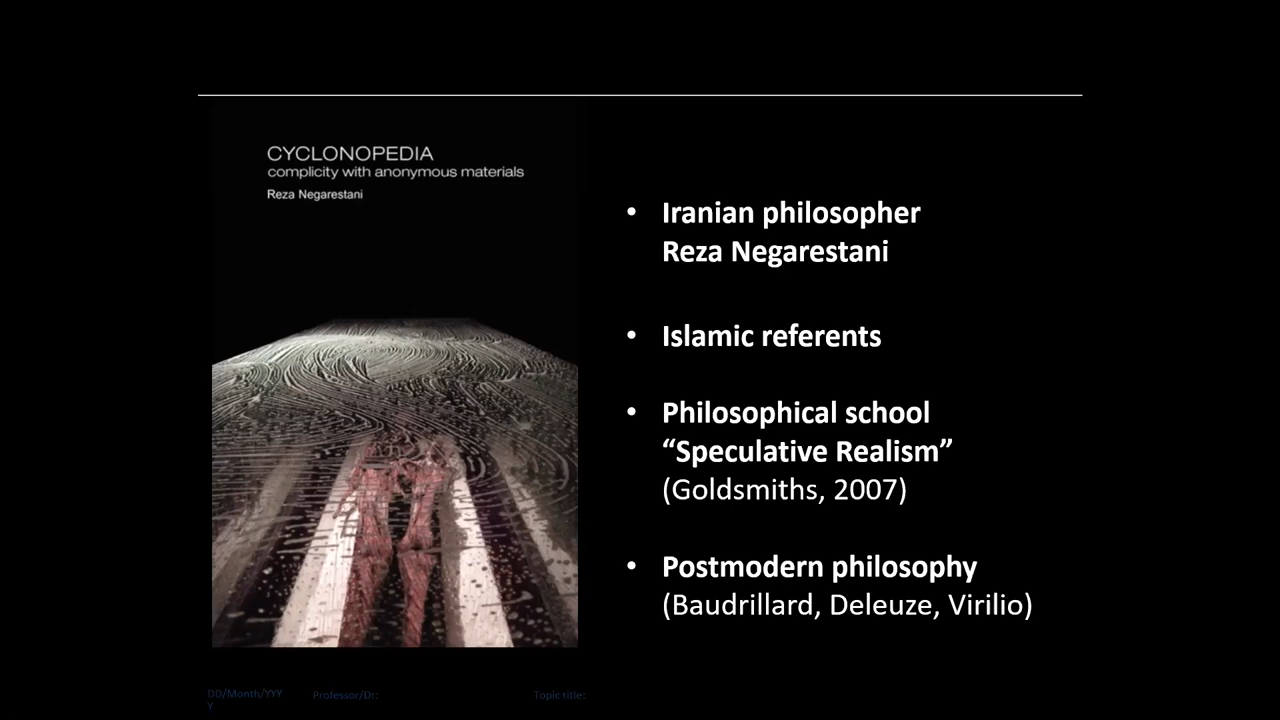 CYCLONOPEDIA
complicity with anonymous materials
Reza Negarestani
• Iranian philosopher
Reza Negarestani
• Islamic referents
• Philosophical school
“Speculative Realism”
(Goldsmiths, 2007)
• Postmodern philosophy
(Baudrillard, Deleuze, Virilio)
DD/Month/YYY
Y
Professor/Dr:
Topic title: